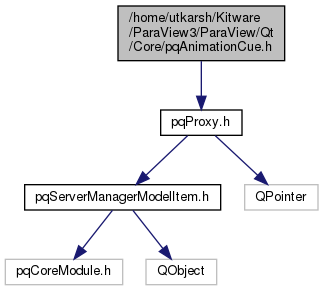 /home/utkarsh/Kitware
/ParaView3/ParaView/Qt
/Core/pqAnimationCue.h
pqProxy.h
pqServerManagerModelItem.h
QPointer
pqCoreModule.h
QObject